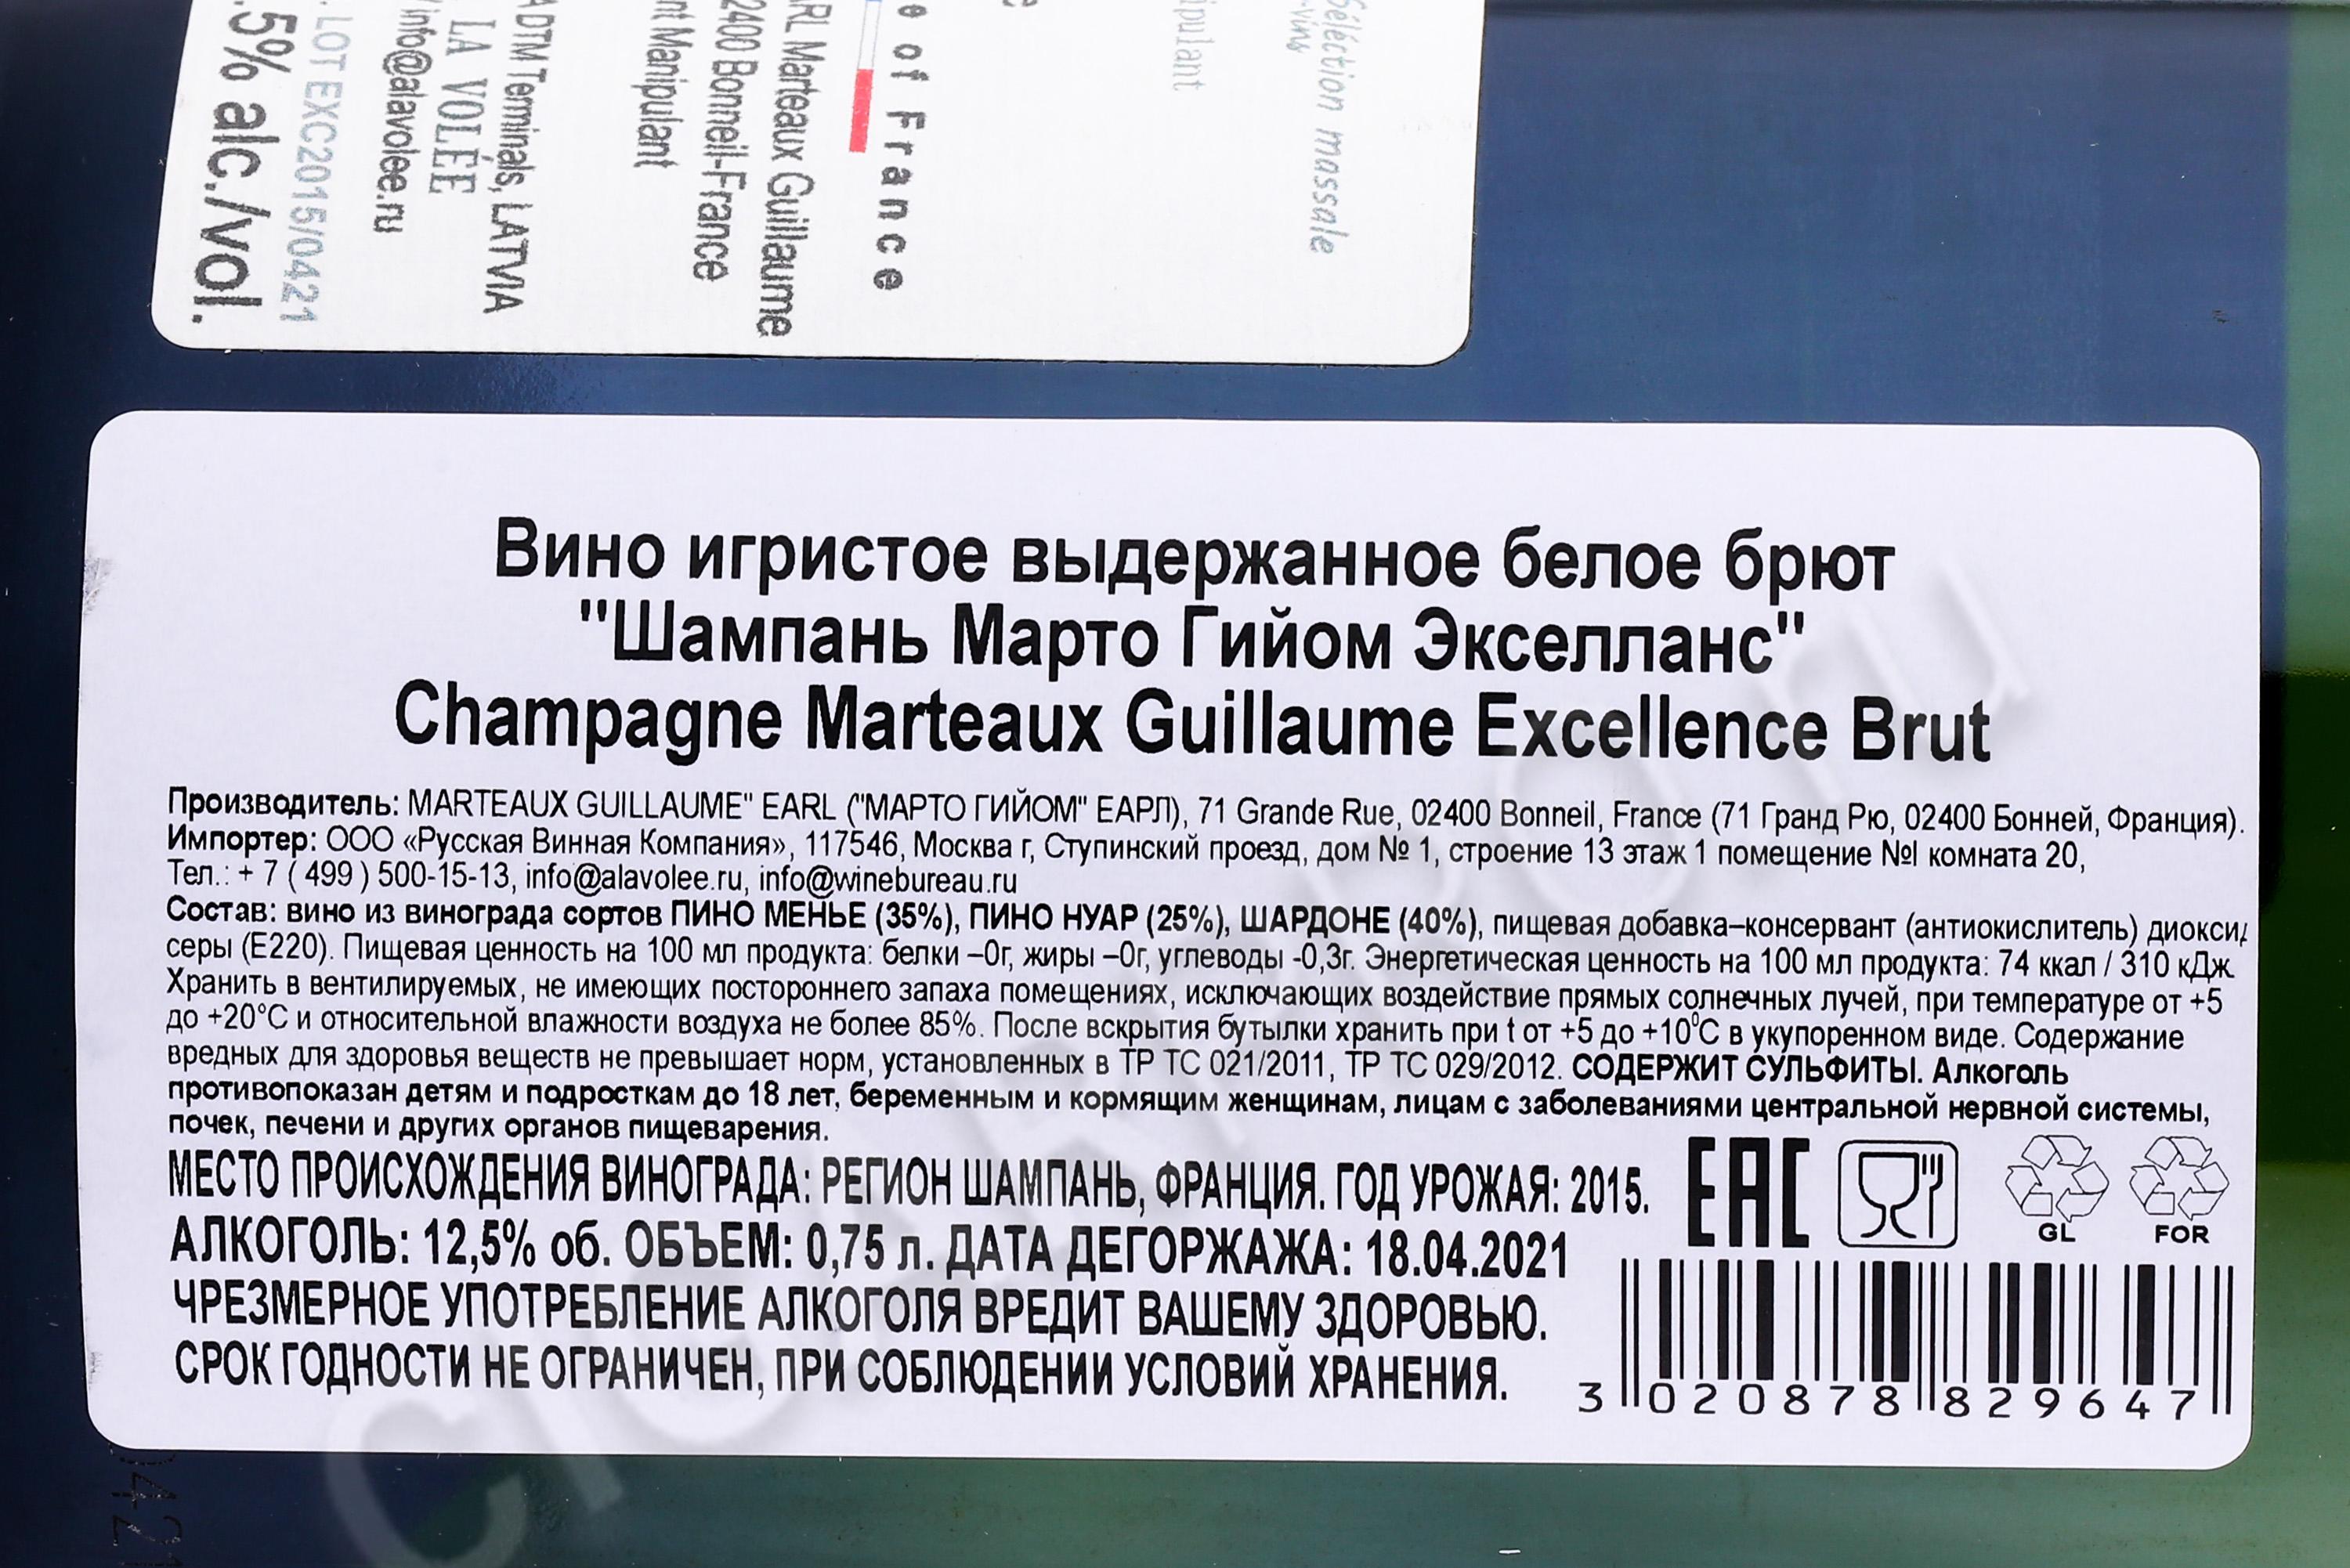 .5% alc./vol.
LOT EXC2015/0421
info@alavolee.ru
LA VOLÉE
DTM Terminals, LATVIA
Manipulant
2400 Bonneil-France
Marteaux Guillaume
of France
Séléction massale
Вино игристое выдержанное белое брют
"Шампань Марто Гийом Экселланс"
Champagne Marteaux Guillaume Excellence Brut
Производитель: MARTEAUX GUILLAUME" EARL ("МАРТО ГИЙОМ" ЕАРЛ), 71 Grande Rue, 02400 Bonneil, France (71 Гранд Рю, 02400 Бонней, Франция).
Импортер: ООО «Русская Винная Компания», 117546, Москва г, Ступинский проезд, дом № 1, строение 13 этаж 1 помещение №I комната 20,
Тел.: + 7 ( 499 ) 500-15-13, info@alavolee.ru, info@winebureau.ru
Состав: вино из винограда сортов ПИНО МЕНЬЕ (35%), ПИНО НУАР (25%), ШАРДОНЕ (40%), пищевая добавка–консервант (антиокислитель) диокси
серы (Е220). Пищевая ценность на 100 мл продукта: белки –0г, жиры –0г, углеводы -0,3г. Энергетическая ценность на 100 мл продукта: 74 ккал / 310 кДж.
Хранить в вентилируемых, не имеющих постороннего запаха помещениях, исключающих воздействие прямых солнечных лучей, при температуре от +5
до +20°С и относительной влажности воздуха не более 85%. После вскрытия бутылки хранить при t от +5 до +10°С в укупоренном виде. Содержание
вредных для здоровья веществ не превышает норм, установленных в ТР ТС 021/2011, ТР ТС 029/2012. СОДЕРЖИТ СУЛЬФИТЫ. Алкоголь
противопоказан детям и подросткам до 18 лет, беременным и кормящим женщинам, лицам с заболеваниями центральной нервной системы,
почек, печени и других органов пищеварения.
МЕСТО ПРОИСХОЖДЕНИЯ ВИНОГРАДА: РЕГИОН ШАМПАНЬ, ФРАНЦИЯ. ГОД УРОЖАЯ: 2015.
АЛКОГОЛЬ: 12,5% об. ОБЪЕМ: 0,75 л. ДАТА ДЕГОРЖАЖА: 18.04.2021
ЧРЕЗМЕРНОЕ УПОТРЕБЛЕНИЕ АЛКОГОЛЯ ВРЕДИТ ВАШЕМУ ЗДОРОВЬЮ.
СРОК ГОДНОСТИ НЕ ОГРАНИЧЕН, ПРИ СОБЛЮДЕНИИ УСЛОВИЙ ХРАНЕНИЯ.
EAC
GL FOR
3 020878 829647